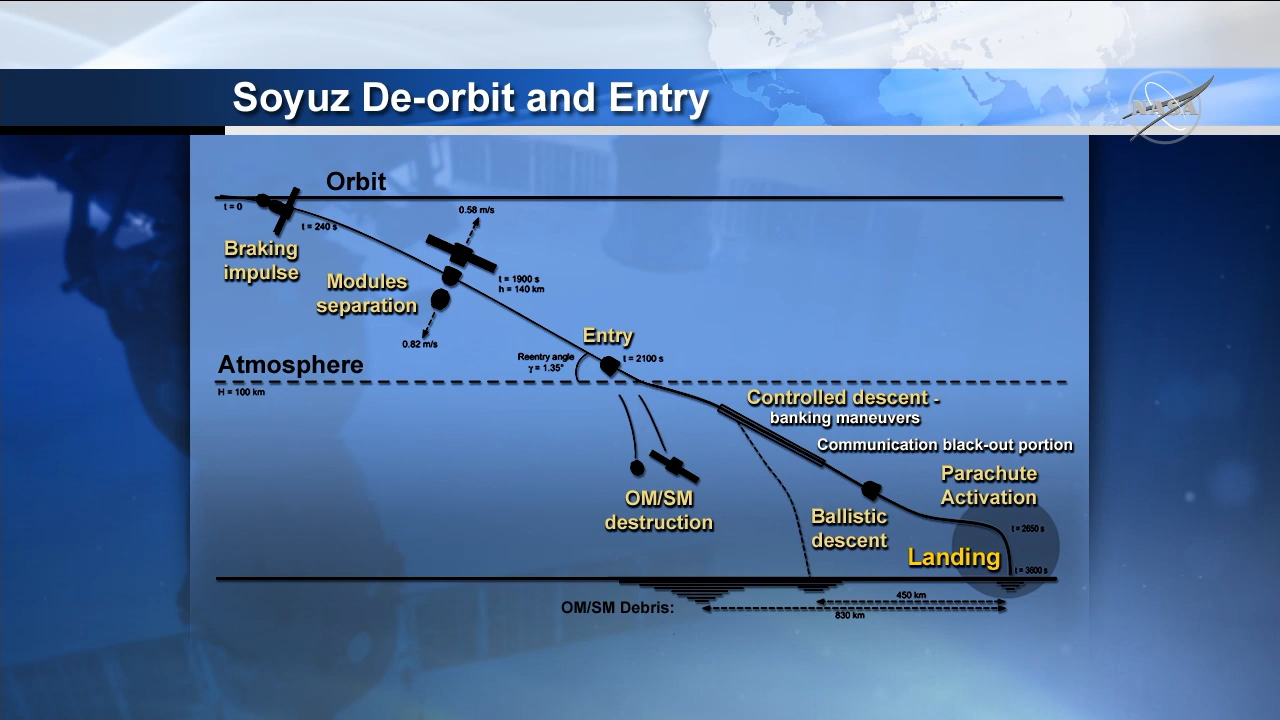 Soyuz De-orbit and Entry
NASA
Orbit
t = 0
0.58 m/s
t = 240 s
Braking
impulse
Modules
separation
t = 1900 s
h = 140 km
0.82 m/s
Entry
Reentry angle
γ = 1.35°
t = 2100 s
Atmosphere
H = 100 km
Controlled descent -
banking maneuvers
Communication black-out portion
Parachute
Activation
OM/SM
destruction
Ballistic
descent
t = 2650 s
Landing
t = 3600 s
450 km
OM/SM Debris:
830 km